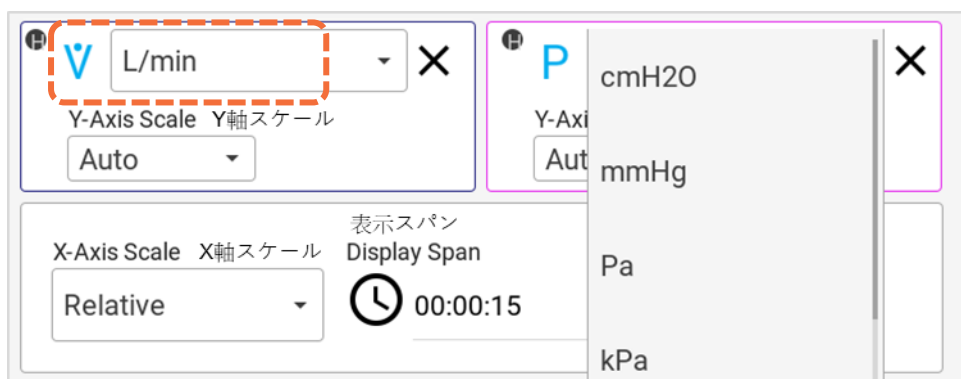 H V̇ L/min
H P
cmH2O
Y-Axis Scale Y軸スケール
Y-Axi
Auto
Aut
mmHg
表示スパン
X-Axis Scale X軸スケール Display Span
Pa
Relative
00:00:15
kPa